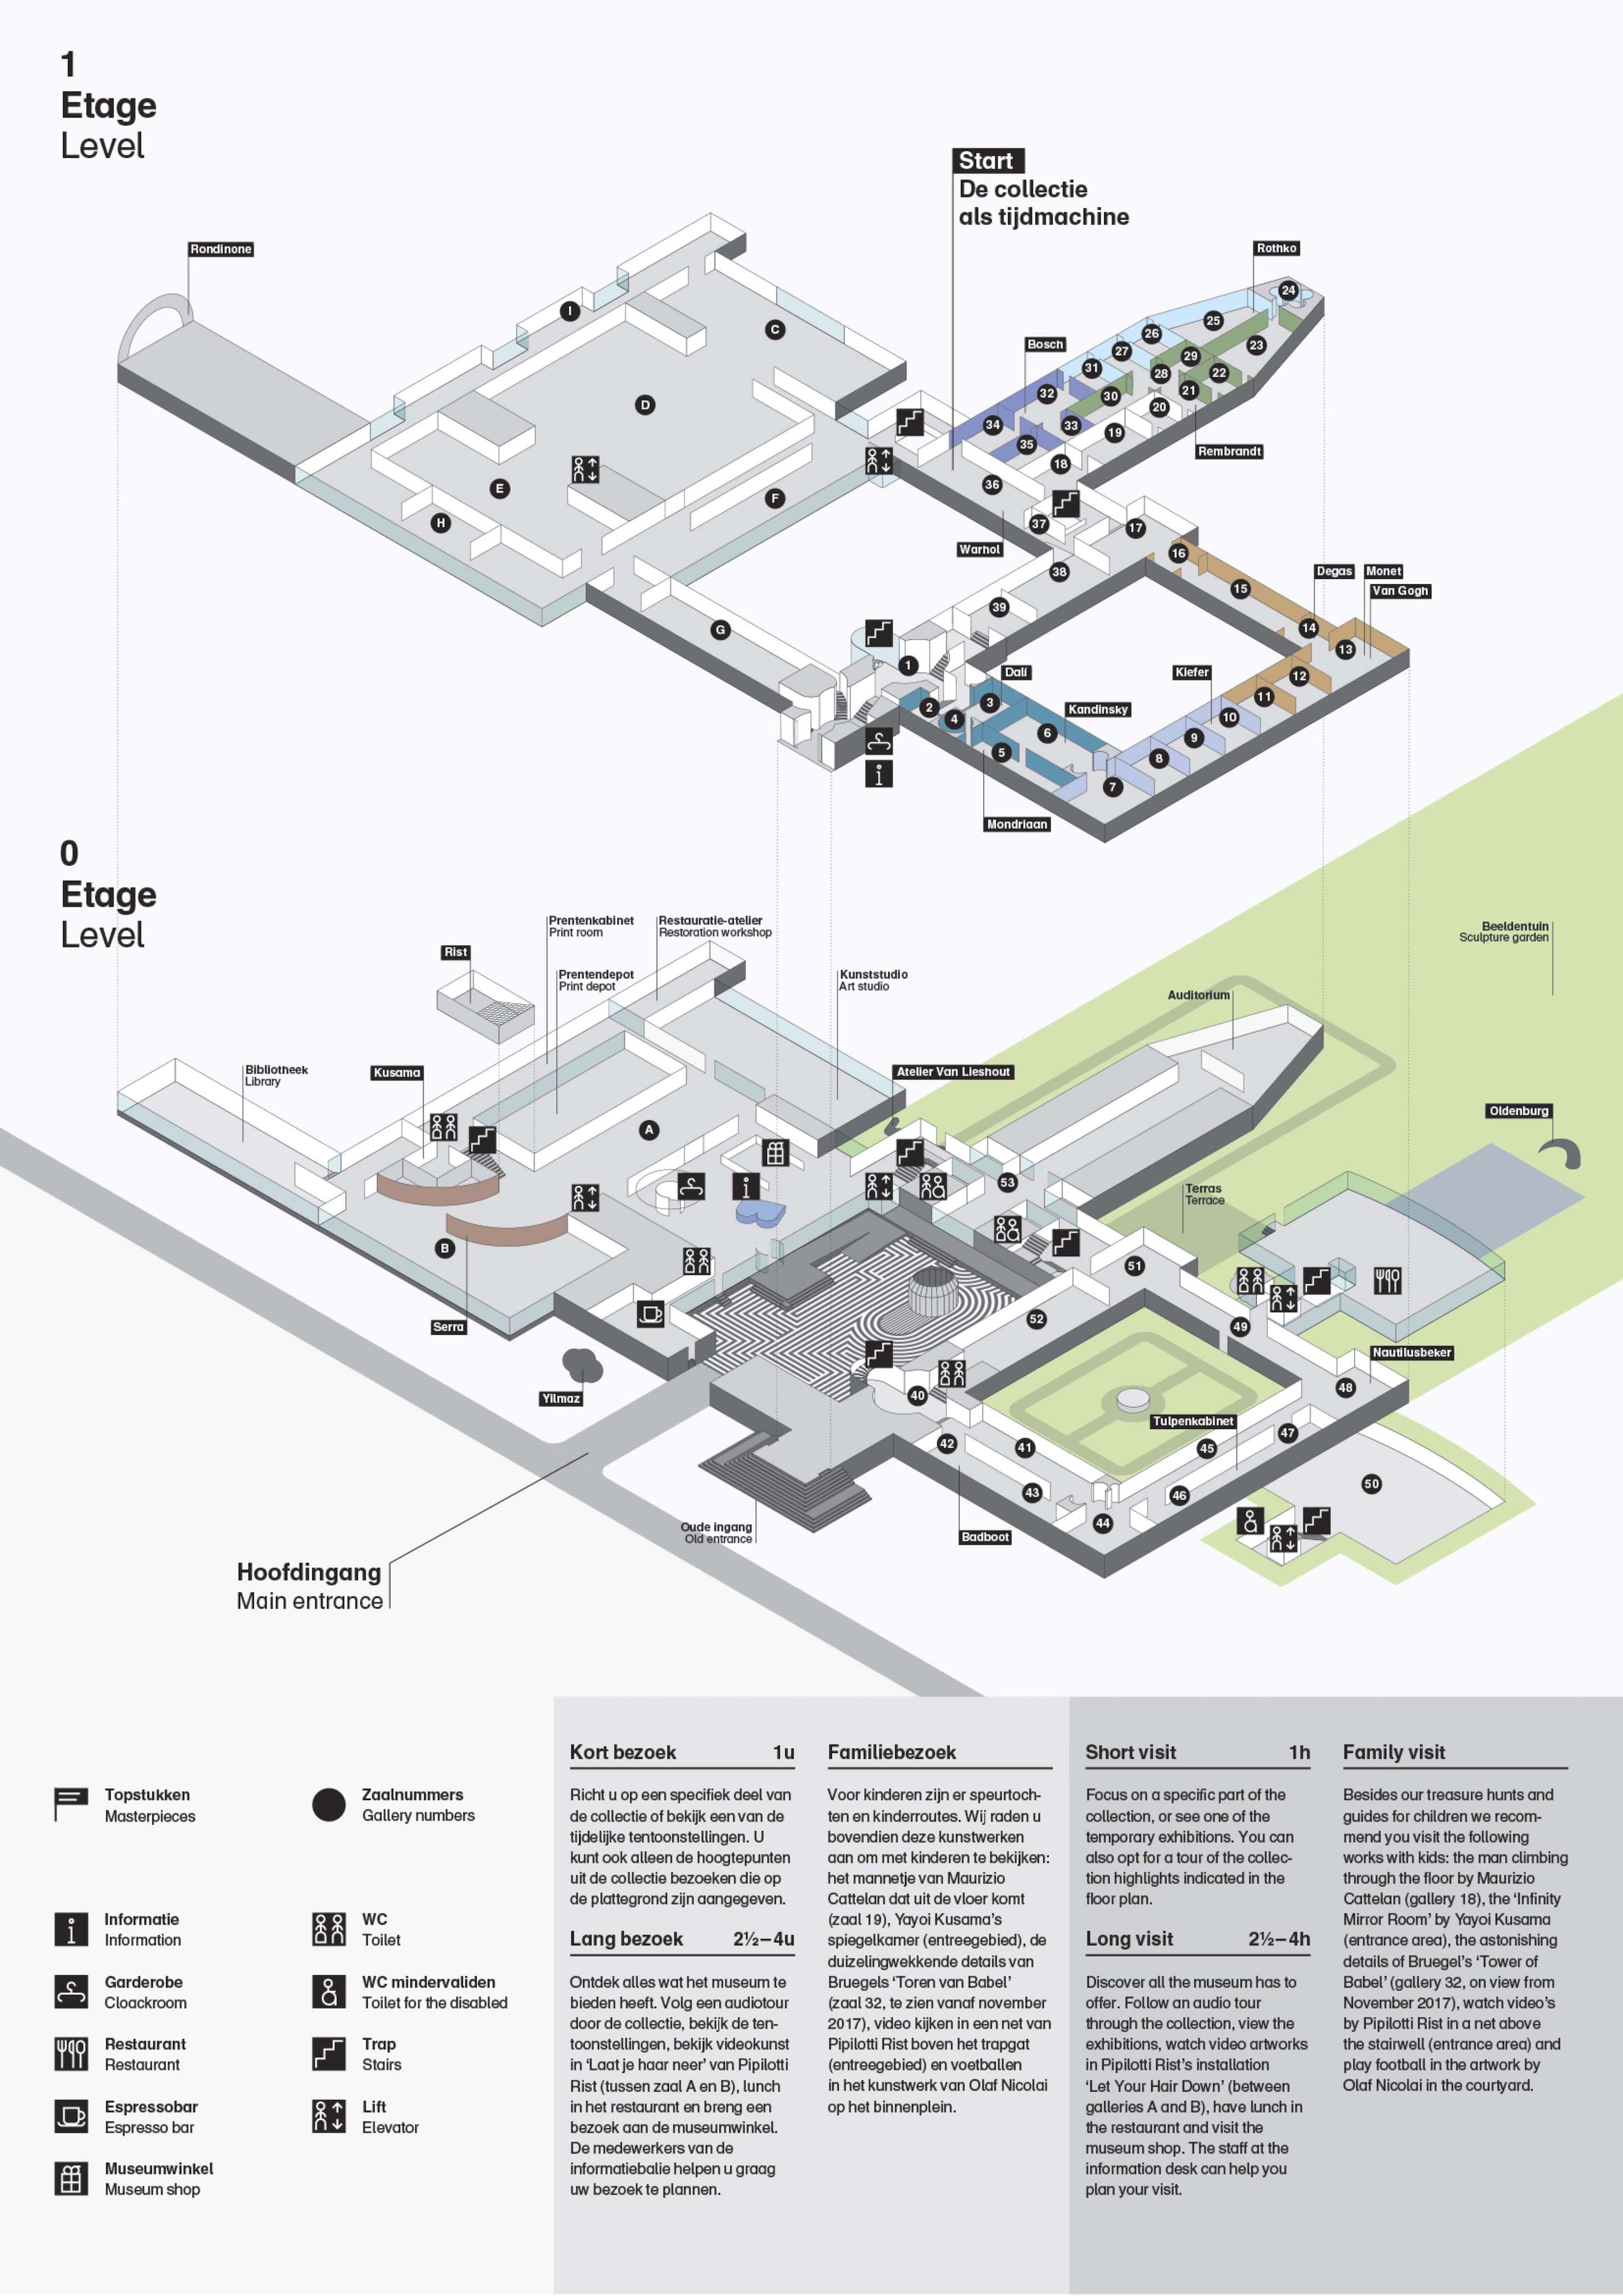 1
Etage
Level
Start
De collectie
als tijdmachine
Rondinone
Rothko
24
I
C
25
26
23
Bosch
27
29
31
22
28
D
32
30
21
20
34
33
19
35
Rembrandt
18
E
36
F
H
37
17
Warhol
16
38
Degas
Monet
15
Van Gogh
39
14
G
13
1
Dalí
Kiefer
12
3
11
2
4
Kandinsky
10
6
9
5
8
7
Mondriaan
0
Etage
Level
Prentenkabinet
Print room
Restauratie-atelier
Restoration workshop
Beeldentuin
Sculpture garden
Rist
Prentendepot
Print depot
Kunststudio
Art studio
Auditorium
Bibliotheek
Library
Kusama
Atelier Van Lieshout
Oldenburg
A
53
Terras
Terrace
B
51
Serra
52
49
Nautilusbeker
Yilmaz
48
40
Tulpenkabinet
47
42
41
45
50
43
46
44
Oude ingang
Old entrance
Badboot
Hoofdingang
Main entrance
Topstukken
Masterpieces
Zaalnummers
Gallery numbers
Informatie
Information
WC
Toilet
Garderobe
Cloackroom
WC mindervaliden
Toilet for the disabled
Restaurant
Restaurant
Trap
Stairs
Espressobar
Espresso bar
Lift
Elevator
Museumwinkel
Museum shop
Kort bezoek 1u
Richt u op een specifiek deel van
de collectie of bekijk een van de
tijdelijke tentoonstellingen. U
kunt ook alleen de hoogtepunten
uit de collectie bezoeken die op
de plattegrond zijn aangegeven.
Lang bezoek 2½–4u
Ontdek alles wat het museum te
bieden heeft. Volg een audiotour
door de collectie, bekijk de ten-
toonstellingen, bekijk videokunst
in ‘Laat je haar neer’ van Pipilotti
Rist (tussen zaal A en B), lunch
in het restaurant en breng een
bezoek aan de museumwinkel.
De medewerkers van de
informatiebalie helpen u graag
uw bezoek te plannen.
Familiebezoek
Voor kinderen zijn er speurtoch-
ten en kinderroutes. Wij raden u
bovendien deze kunstwerken
aan om met kinderen te bekijken:
het mannetje van Maurizio
Cattelan dat uit de vloer komt
(zaal 19), Yayoi Kusama’s
spiegelkamer (entreegebied), de
duizelingwekkende details van
Bruegels ‘Toren van Babel’
(zaal 32, te zien vanaf november
2017), video kijken in een net van
Pipilotti Rist boven het trapgat
(entreegebied) en voetballen
in het kunstwerk van Olaf Nicolai
op het binnenplein.
Short visit 1h
Focus on a specific part of the
collection, or see one of the
temporary exhibitions. You can
also opt for a tour of the collec-
tion highlights indicated in the
floor plan.
Long visit 2½–4h
Discover all the museum has to
offer. Follow an audio tour
through the collection, view the
exhibitions, watch video artworks
in Pipilotti Rist’s installation
‘Let Your Hair Down’ (between
galleries A and B), have lunch in
the restaurant and visit the
museum shop. The staff at the
information desk can help you
plan your visit.
Family visit
Besides our treasure hunts and
guides for children we recom-
mend you visit the following
works with kids: the man climbing
through the floor by Maurizio
Cattelan (gallery 18), the ‘Infinity
Mirror Room’ by Yayoi Kusama
(entrance area), the astonishing
details of Bruegel’s ‘Tower of
Babel’ (gallery 32, on view from
November 2017), watch video’s
by Pipilotti Rist in a net above
the stairwell (entrance area) and
play football in the artwork by
Olaf Nicolai in the courtyard.